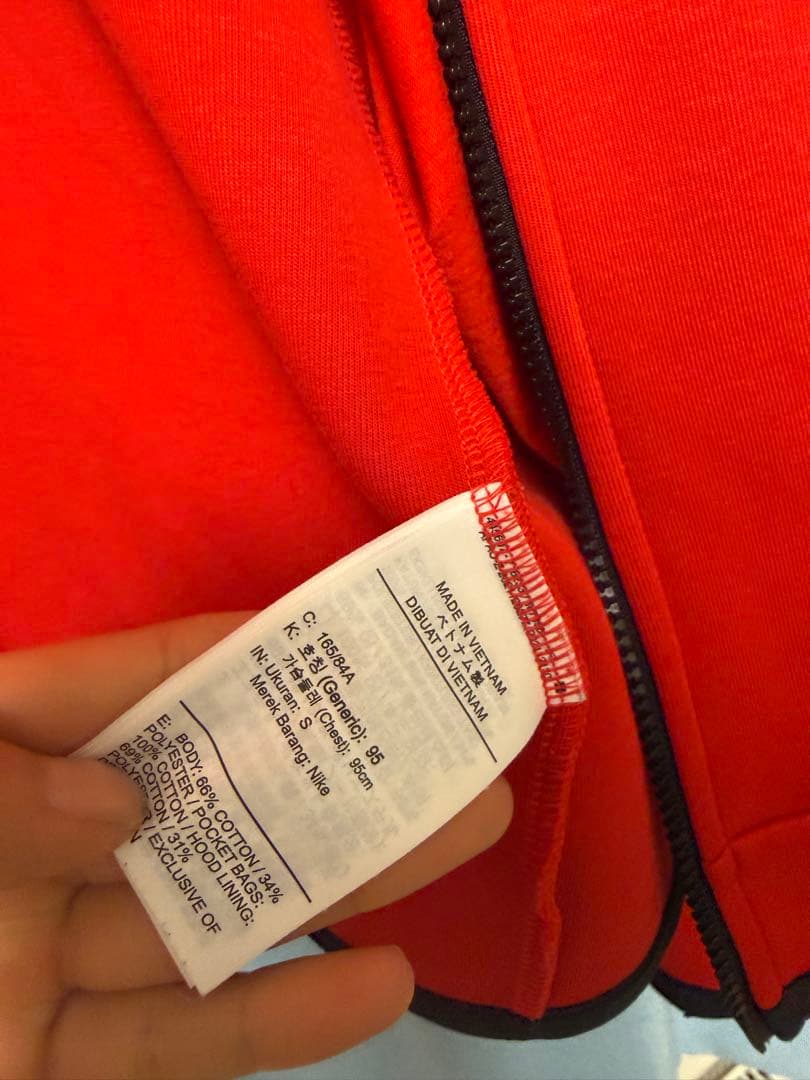 MADE IN VIETNAM
ベトナム製
DIBUAT DI VIETNAM
C: 165/84A
K: 호칭 (Generic): 95
가슴둘레 (Chest): 95cm
IN: Ukuran: S
Merek Barang: Nike
E: BODY: 66% COTTON / 34%
POLYESTER / POCKET BAGS:
100% COTTON / HOOD LINING:
69% COTTON / 31%
/ EXCLUSIVE OF